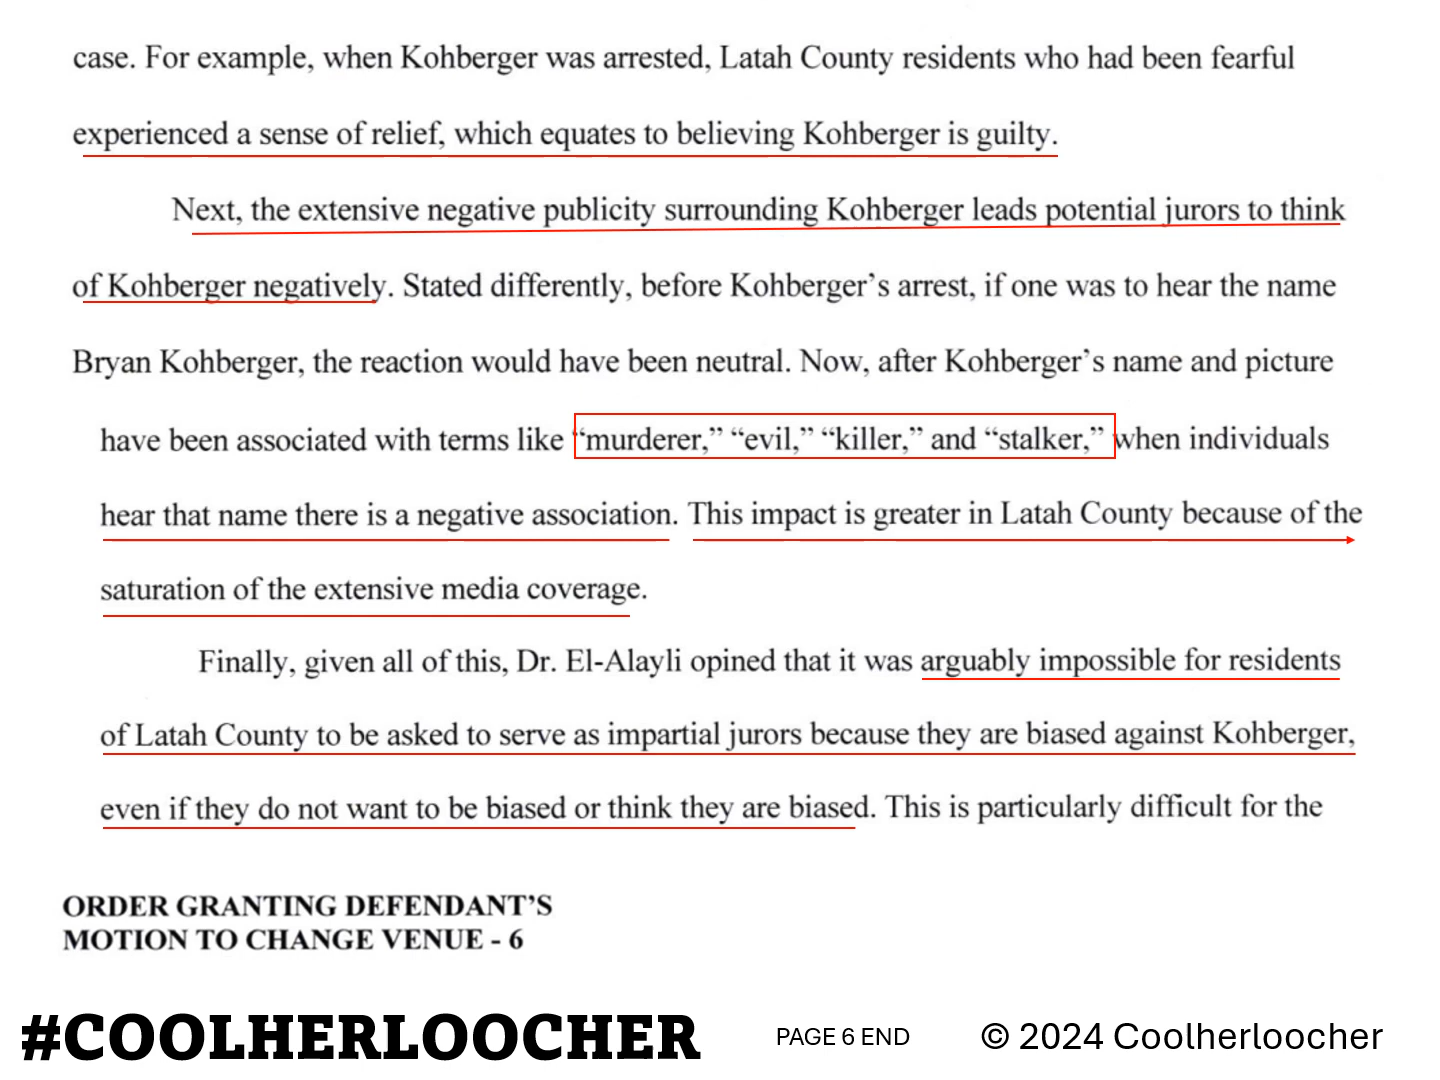 case. For example, when Kohberger was arrested, Latah County residents who had been fearful
experienced a sense of relief, which equates to believing Kohberger is guilty.
Next, the extensive negative publicity surrounding Kohberger leads potential jurors to think
of Kohberger negatively. Stated differently, before Kohberger’s arrest, if one was to hear the name
Bryan Kohberger, the reaction would have been neutral. Now, after Kohberger’s name and picture
have been associated with terms like “murderer,” “evil,” “killer,” and “stalker,” when individuals
hear that name there is a negative association. This impact is greater in Latah County because of the
saturation of the extensive media coverage.
Finally, given all of this, Dr. El-Alayli opined that it was arguably impossible for residents
of Latah County to be asked to serve as impartial jurors because they are biased against Kohberger,
even if they do not want to be biased or think they are biased. This is particularly difficult for the
ORDER GRANTING DEFENDANT’S
MOTION TO CHANGE VENUE - 6
#COOLHERLOOCHER
PAGE 6 END
© 2024 Coolherloocher